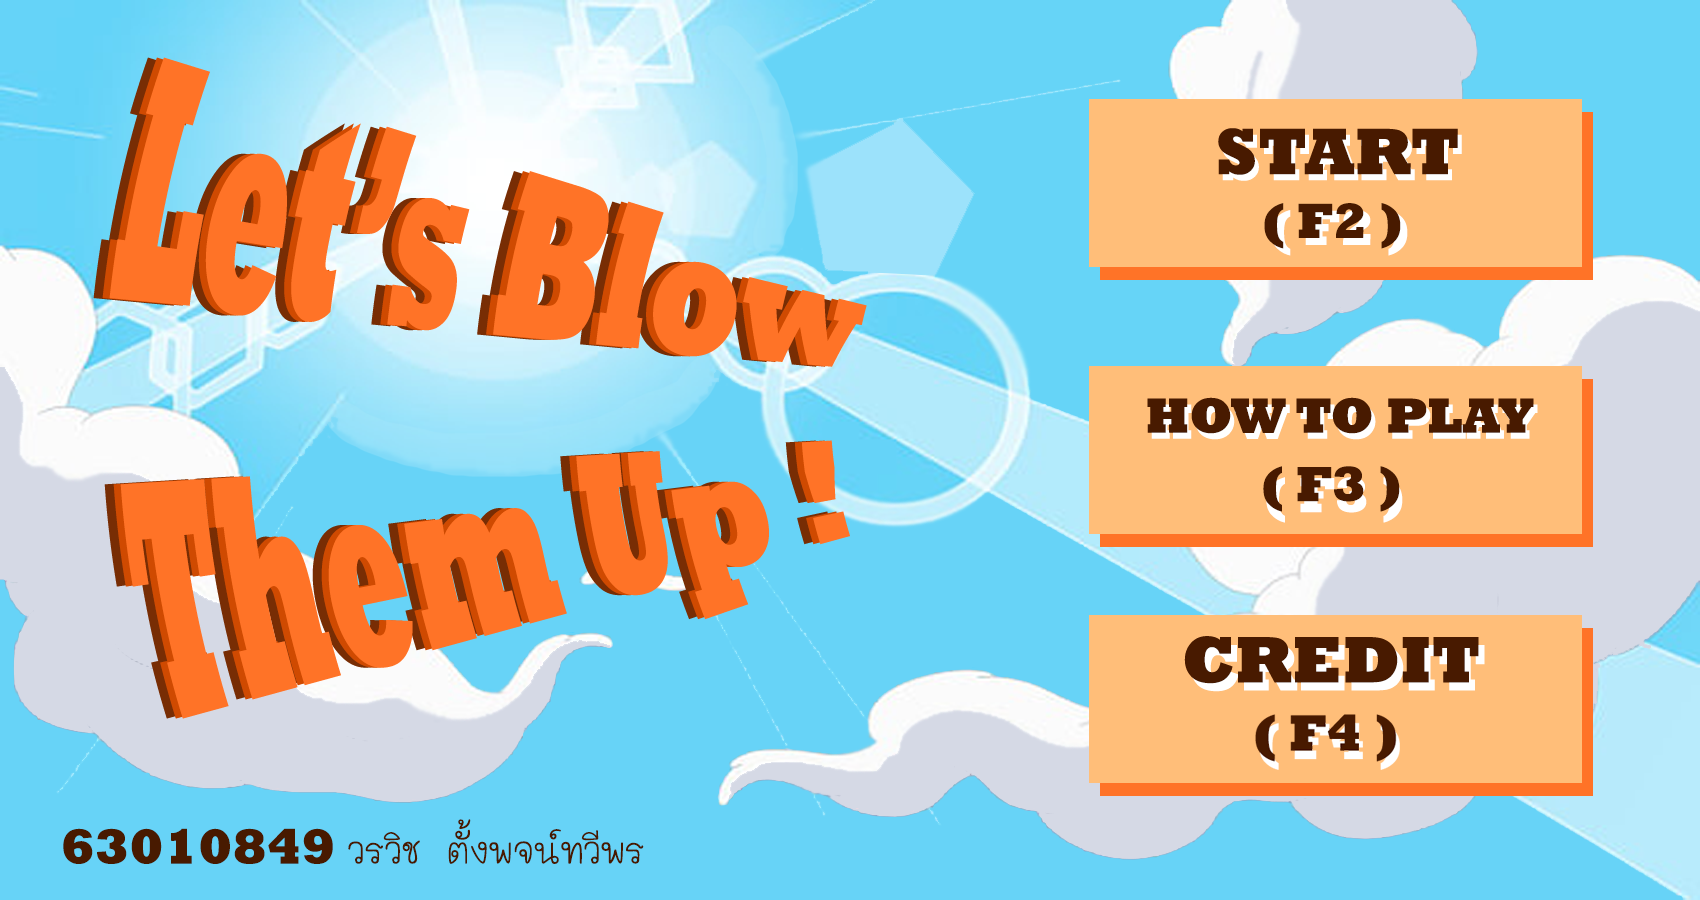 Let's Blow
Them Up !
START
( F2 )
HOW TO PLAY
( F3 )
CREDIT
( F4 )
63010849 วรวิช ตั้งพจน์ทวีพร